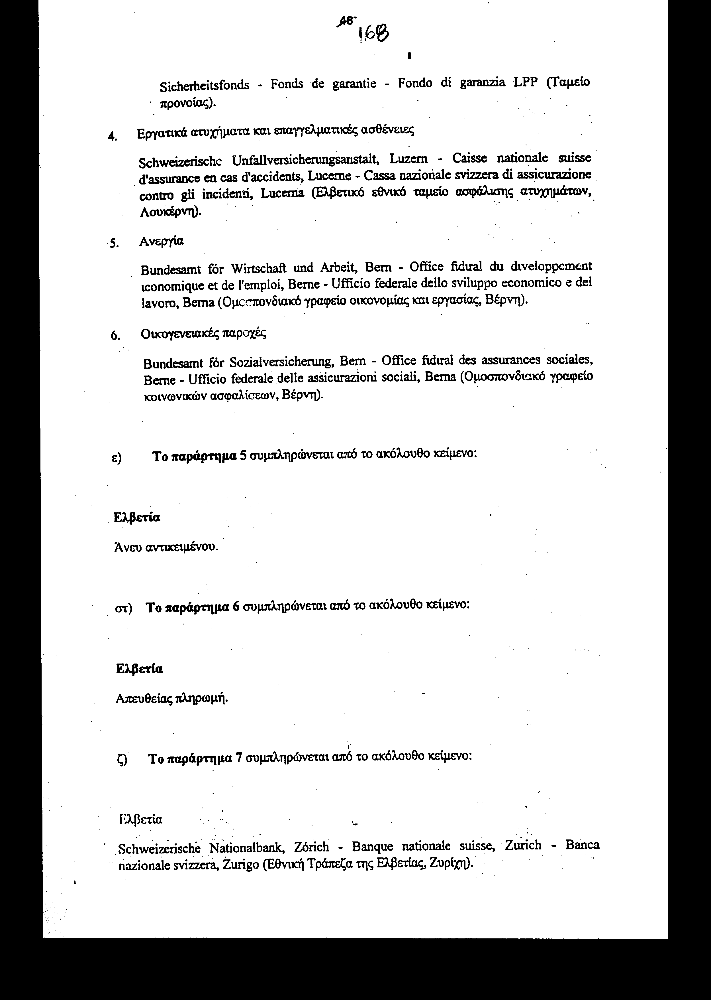 48
168
Sicherheitsfonds - Fonds de garantie - Fondo di garanzia LPP (Ταμείο
προνοίας).
4. Εργατικά ατυχήματα και επαγγελματικές ασθένειες
Schweizerische Unfallversicherungsanstalt, Luzern - Caisse nationale suisse
d'assurance en cas d'accidents, Lucerne - Cassa nazionale svizzera di assicurazione
contro gli incidenti, Lucerna (Ελβετικό εθνικό ταμείο ασφάλισης ατυχημάτων,
Λουκέρνη).
5. Ανεργία
Bundesamt fór Wirtschaft und Arbeit, Bern - Office fιdιral du dιveloppement
ιconomique et de l'emploi, Berne - Ufficio federale dello sviluppo economico e del
lavoro, Berna (Ομοσπονδιακό γραφείο οικονομίας και εργασίας, Βέρνη).
6. Οικογενειακές παροχές
Bundesamt fór Sozialversicherung, Bern - Office fιdιral des assurances sociales,
Berne - Ufficio federale delle assicurazioni sociali, Berna (Ομοσπονδιακό γραφείο
κοινωνικών ασφαλίσεων, Βέρνη).
ε) Το παράρτημα 5 συμπληρώνεται από το ακόλουθο κείμενο:
Ελβετία
Άνευ αντικειμένου.
στ) Το παράρτημα 6 συμπληρώνεται από το ακόλουθο κείμενο:
Ελβετία
Απευθείας πληρωμή.
ζ) Το παράρτημα 7 συμπληρώνεται από το ακόλουθο κείμενο:
Ελβετία
Schweizerische Nationalbank, Zórich - Banque nationale suisse, Zurich - Banca
nazionale svizzera, Zurigo (Εθνική Τράπεζα της Ελβετίας, Ζυρίχη).